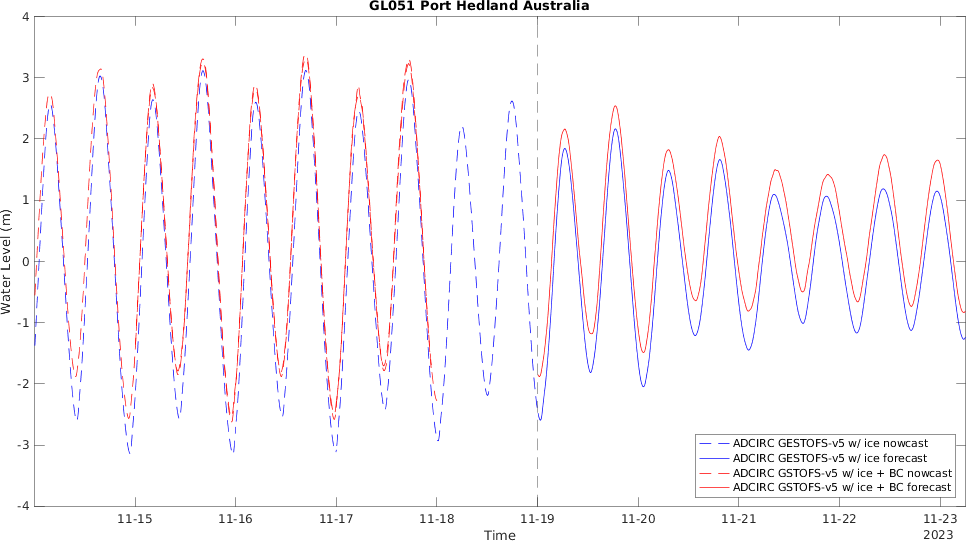 GL051 Port Hedland Australia
4
3
2
1
0
-1
-2
-3
-4
Water Level (m)
11-15
11-16
11-17
11-18
11-19
11-20
11-21
11-22
11-23
2023
Time
ADCIRC GESTOFS-v5 w/ ice nowcast
ADCIRC GESTOFS-v5 w/ ice forecast
ADCIRC GSTOFS-v5 w/ ice + BC nowcast
ADCIRC GSTOFS-v5 w/ ice + BC forecast